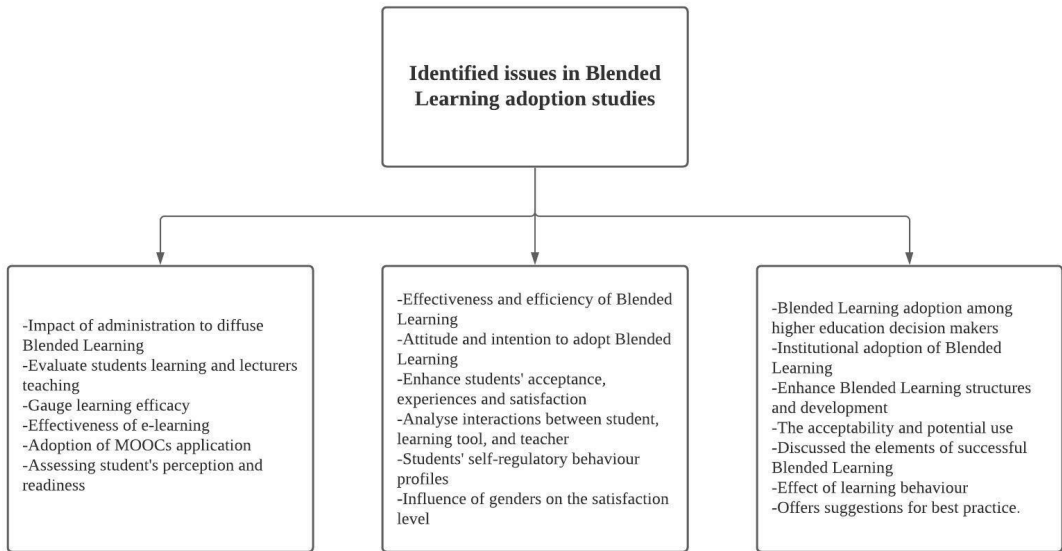 Identified issues in Blended
Learning adoption studies
-Impact of administration to diffuse
Blended Learning
-Evaluate students learning and lecturers
teaching
-Gauge learning efficacy
-Effectiveness of e-learning
-Adoption of MOOCs application
-Assessing student's perception and
readiness
-Effectiveness and efficiency of Blended
Learning
-Attitude and intention to adopt Blended
Learning
-Enhance students' acceptance,
experiences and satisfaction
-Analyse interactions between student,
learning tool, and teacher
-Students' self-regulatory behaviour
profiles
-Influence of genders on the satisfaction
level
-Blended Learning adoption among
higher education decision makers
-Institutional adoption of Blended
Learning
-Enhance Blended Learning structures
and development
-The acceptability and potential use
-Discussed the elements of successful
Blended Learning
-Effect of learning behaviour
-Offers suggestions for best practice.